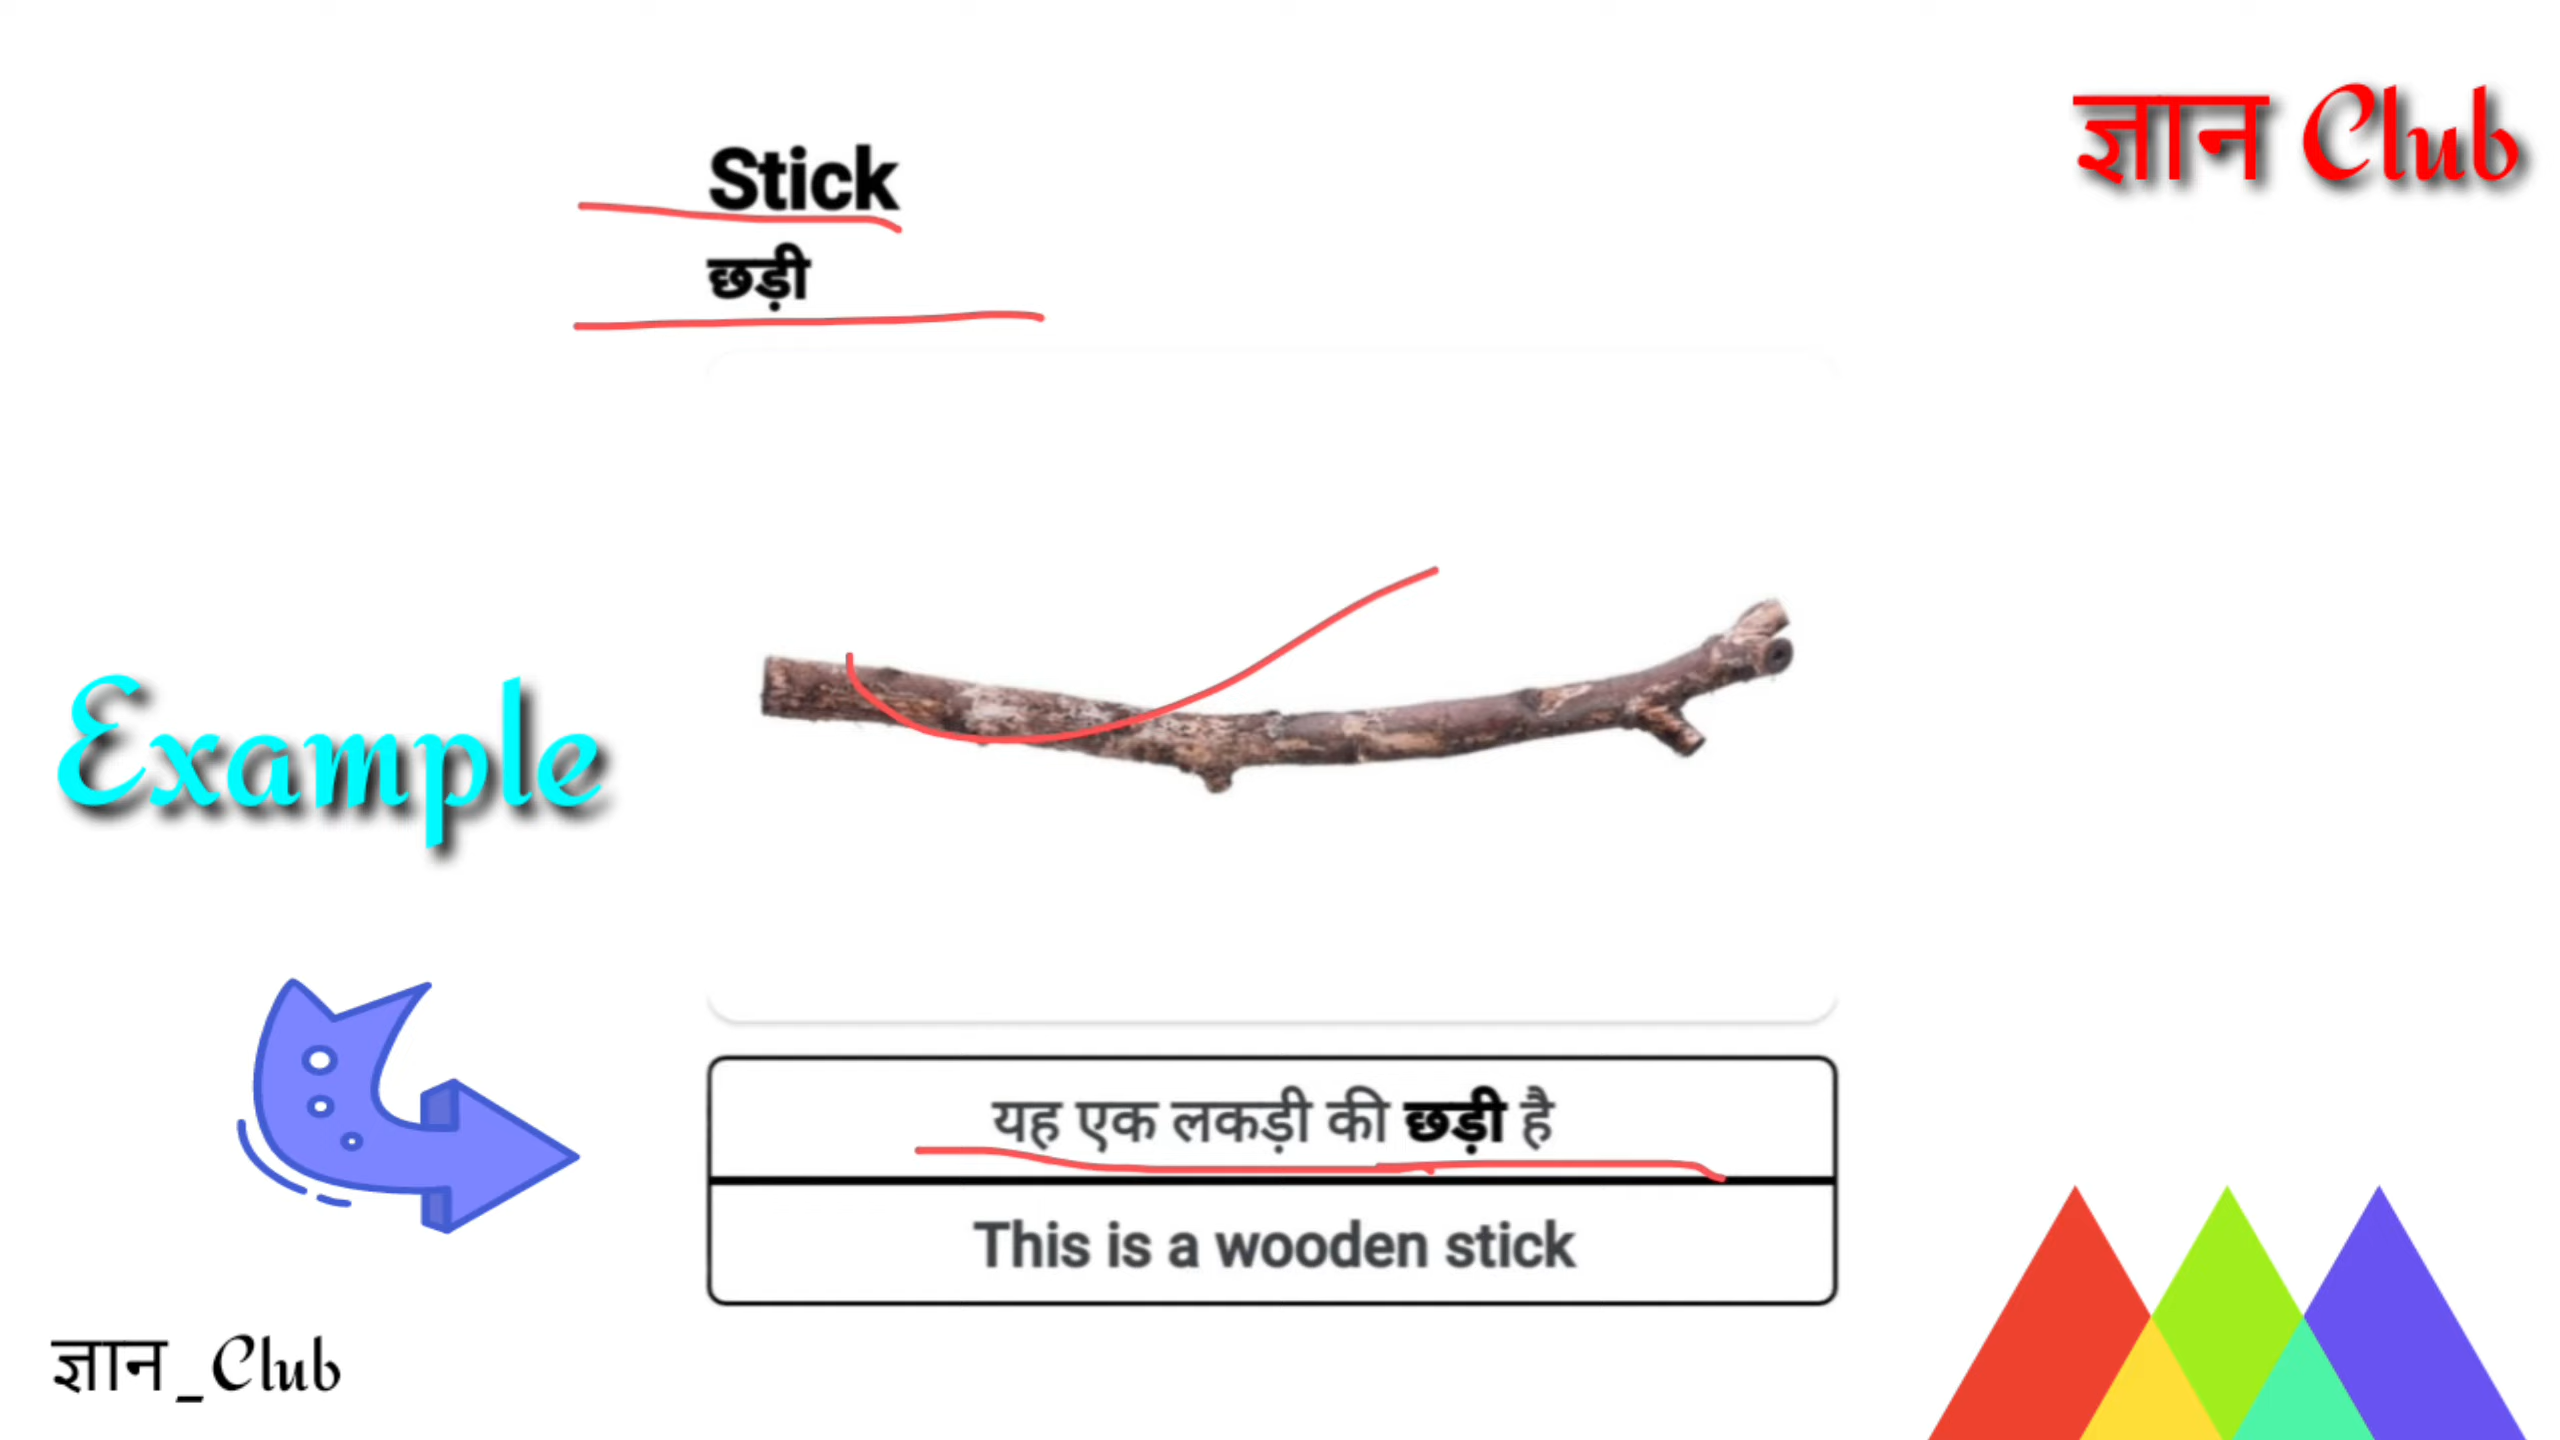 ज्ञान Club
Stick
छड़ी
Example
यह एक लकड़ी की छड़ी है
This is a wooden stick
ज्ञान_Club